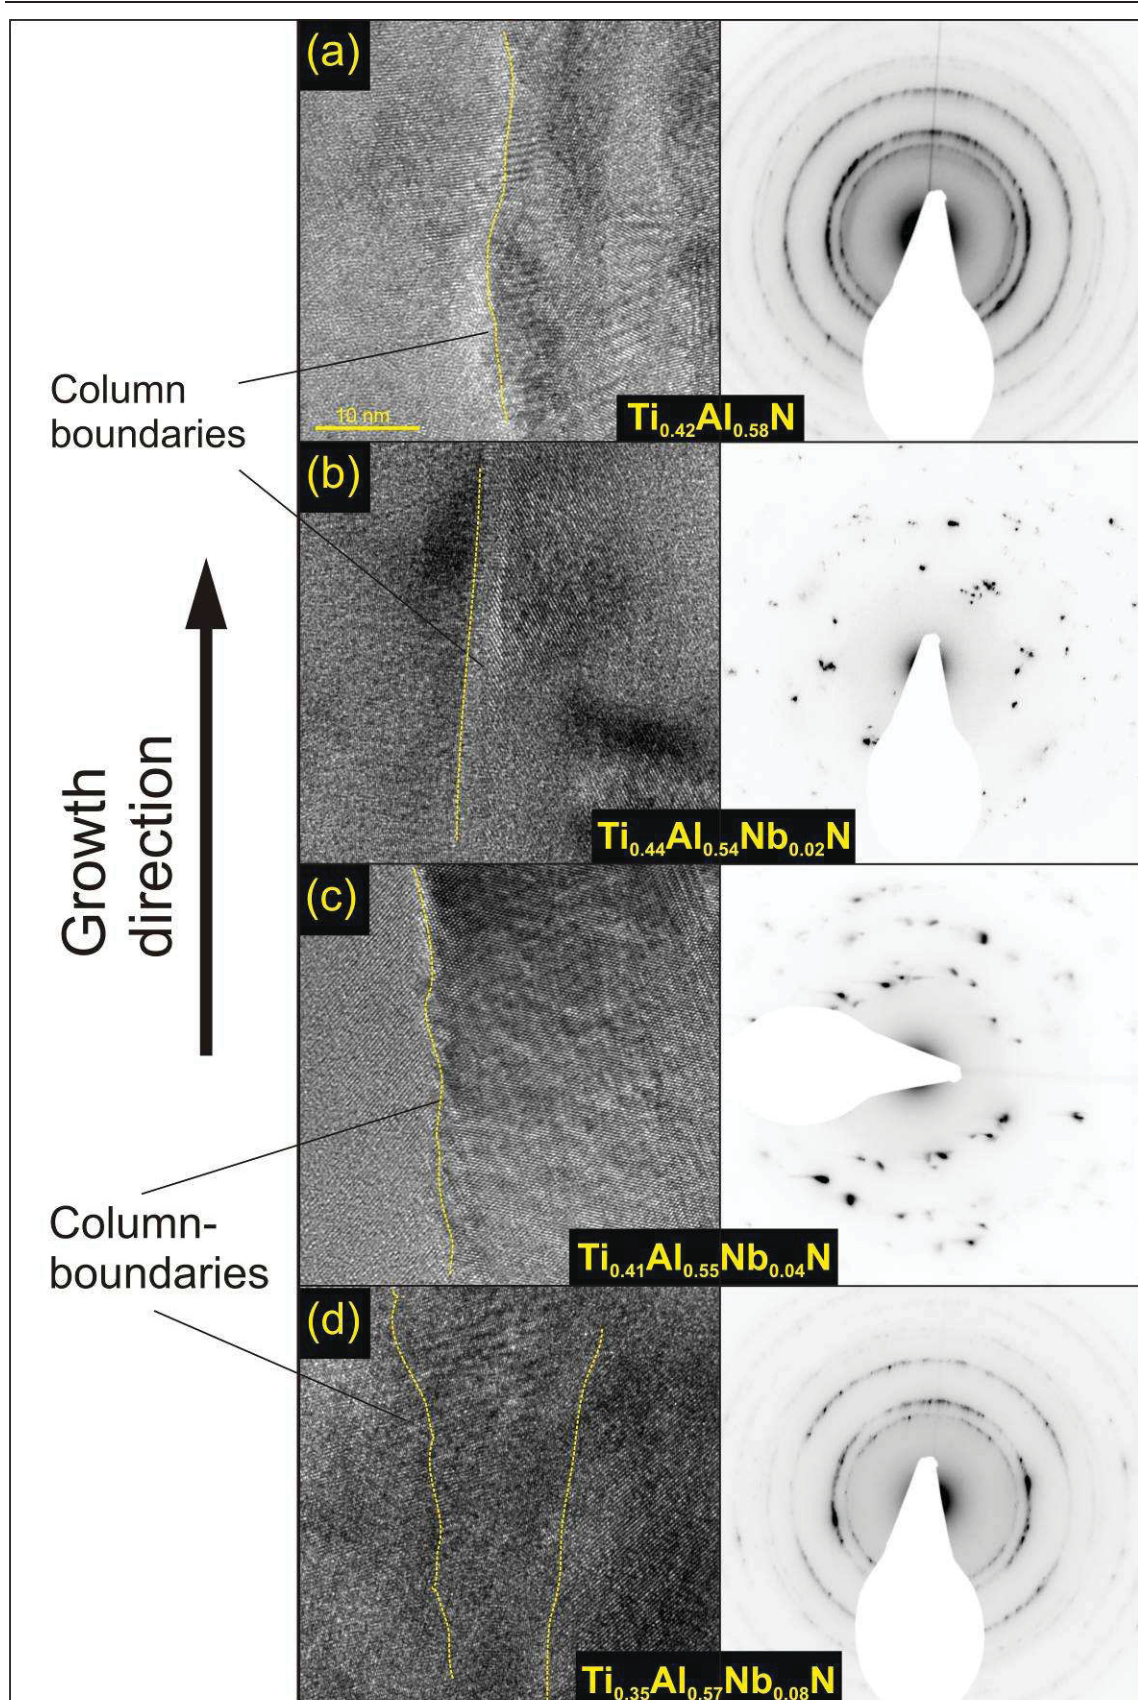 (a)
Column
boundaries
10 nm
Ti0.42Al0.58N
(b)
Growth
direction
Ti0.44Al0.54Nb0.02N
(c)
Ti0.41Al0.55Nb0.04N
Column-
boundaries
(d)
Ti0.35Al0.57Nb0.08N